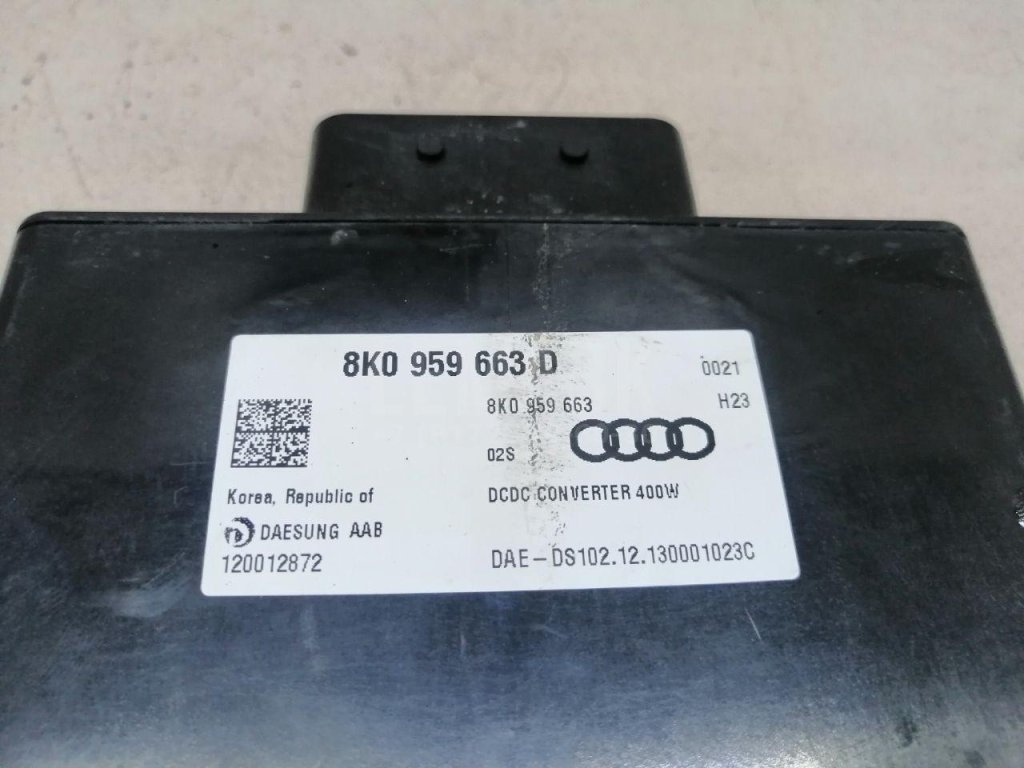 8K0 959 663 D
0021
8K0 959 663
H23
02S
Korea, Republic of
DCDC CONVERTER 400W
DAESUNG AAB
120012872
DAE-DS102.12.130001023C